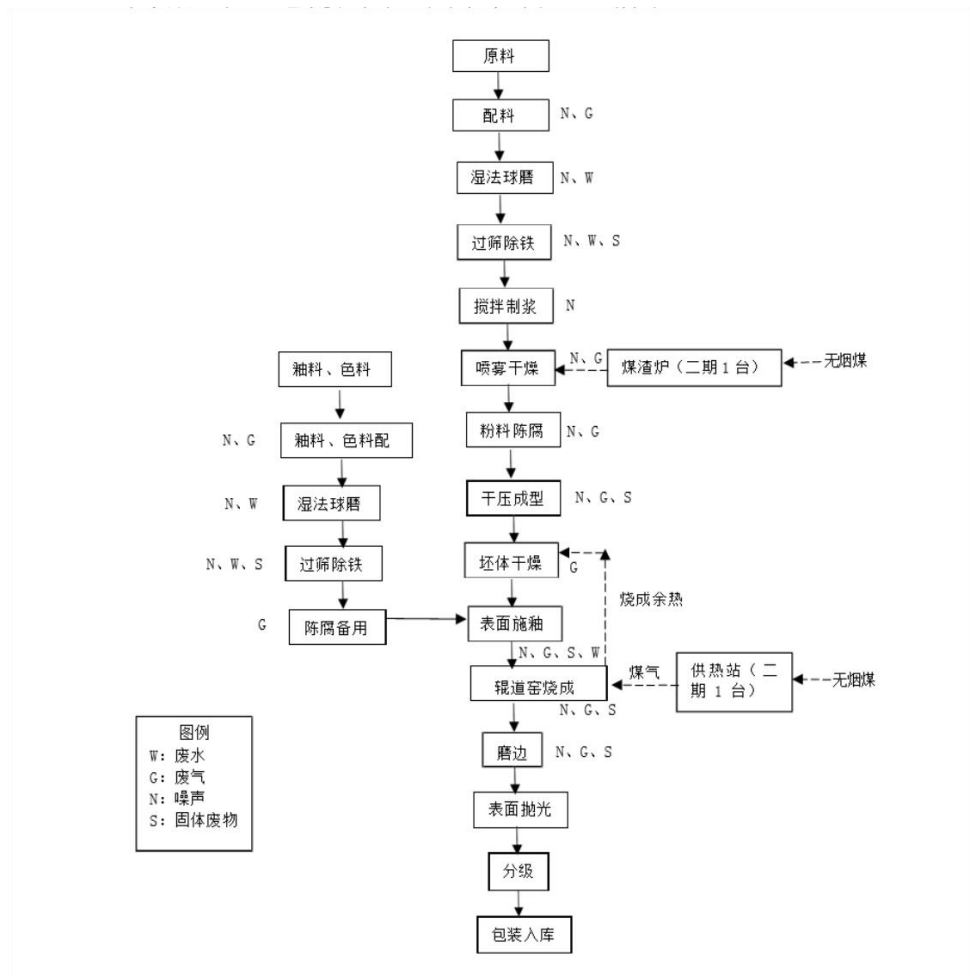 原料
配料
N、G
湿法球磨
N、W
过筛除铁
N、W、S
搅拌制浆
N
喷雾干燥
N、G
煤渣炉（二期1台）
无烟煤
粉料陈腐
N、G
干压成型
N、G、S
坯体干燥
G
烧成余热
表面施釉
N、G、S、W
辊道窑烧成
N、G、S
煤气
供热站（二
期 1 台）
无烟煤
磨边
N、G、S
表面抛光
分级
包装入库
釉料、色料
N、G
釉料、色料配
N、W
湿法球磨
N、W、S
过筛除铁
G
陈腐备用
图例
W：废水
G：废气
N：噪声
S：固体废物